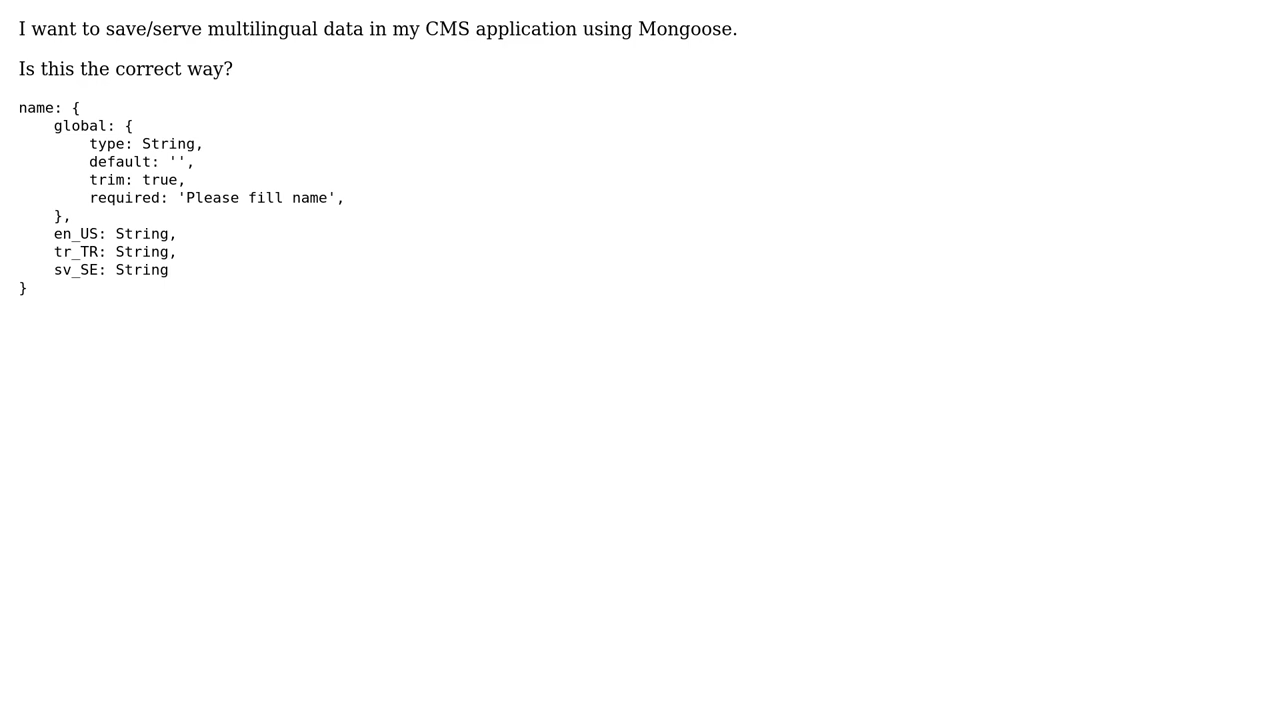 I want to save/serve multilingual data in my CMS application using Mongoose.
Is this the correct way?
name: {
    global: {
        type: String,
        default: '',
        trim: true,
        required: 'Please fill name',
    },
    en_US: String,
    tr_TR: String,
    sv_SE: String
}